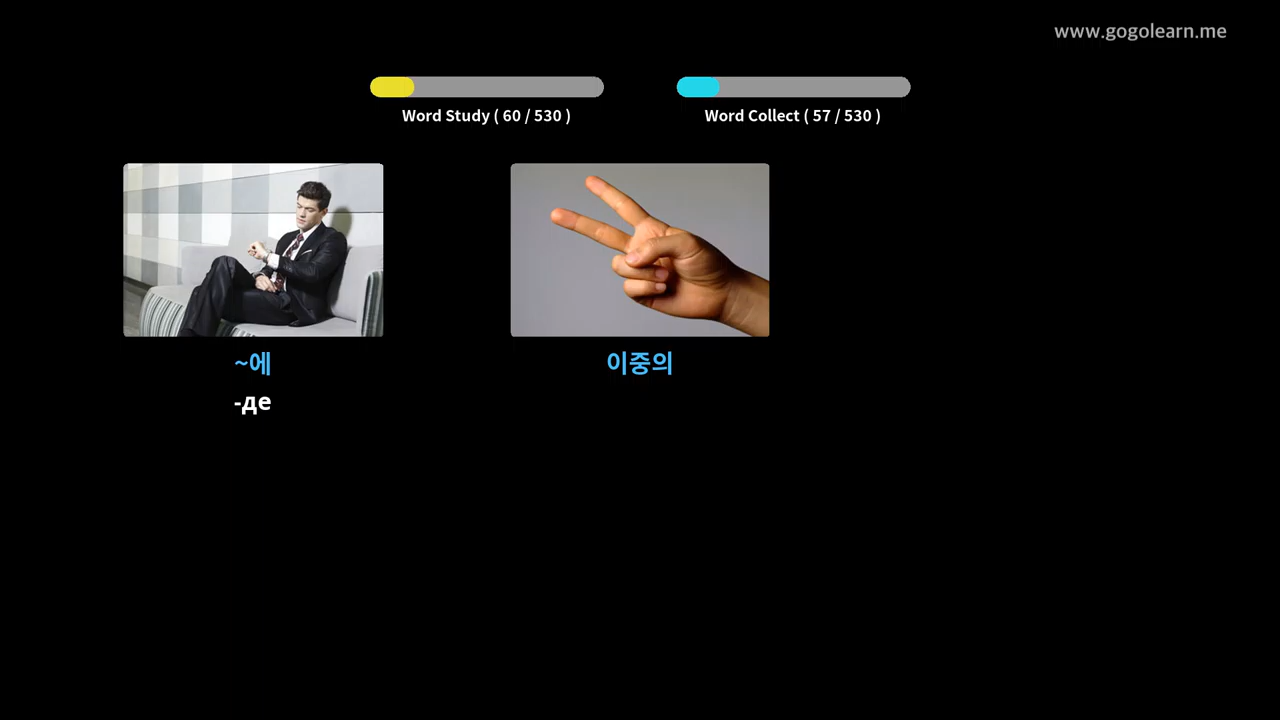 www.gogolearn.me
Word Study ( 60 / 530 )
Word Collect ( 57 / 530 )
~에
-де
이중의